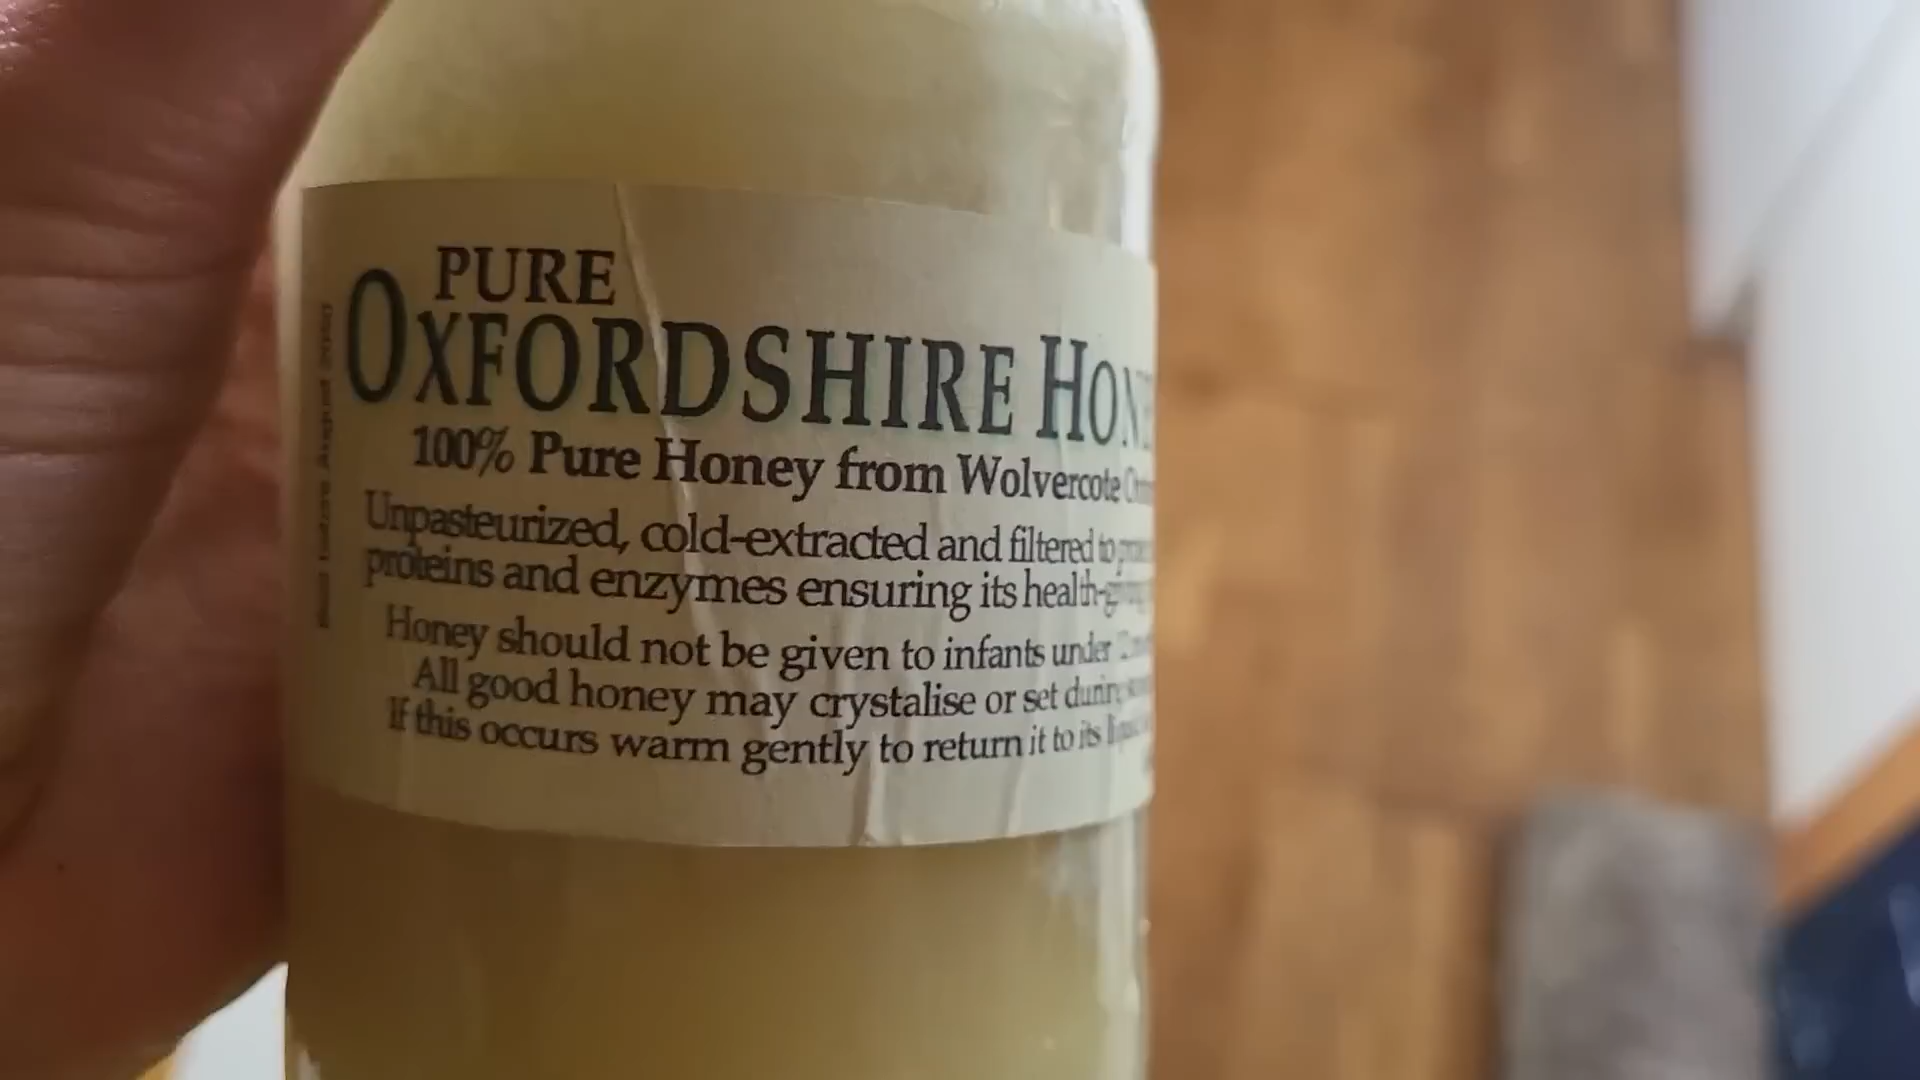 PURE
OXFORDSHIRE HONE
100% Pure Honey from Wolvercote
Unpasteurized, cold-extracted and filtered to
proteins and enzymes ensuring its health-
Honey should not be given to infants under
All good honey may crystalise or set during
If this occurs warm gently to return it to its